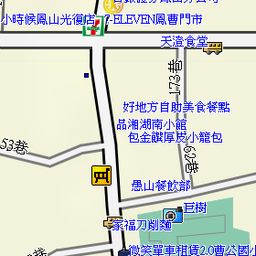 小時候鳳山光復店
7-ELEVEN鳳曹門市
天澄食堂
173巷
好地方自助美食餐點
品湘湖南小館
包金饌厚皮小籠包
53巷
62巷
愚山餐飲部
巨樹
家福刀削麵
微笑單車租賃2.0曹公國小